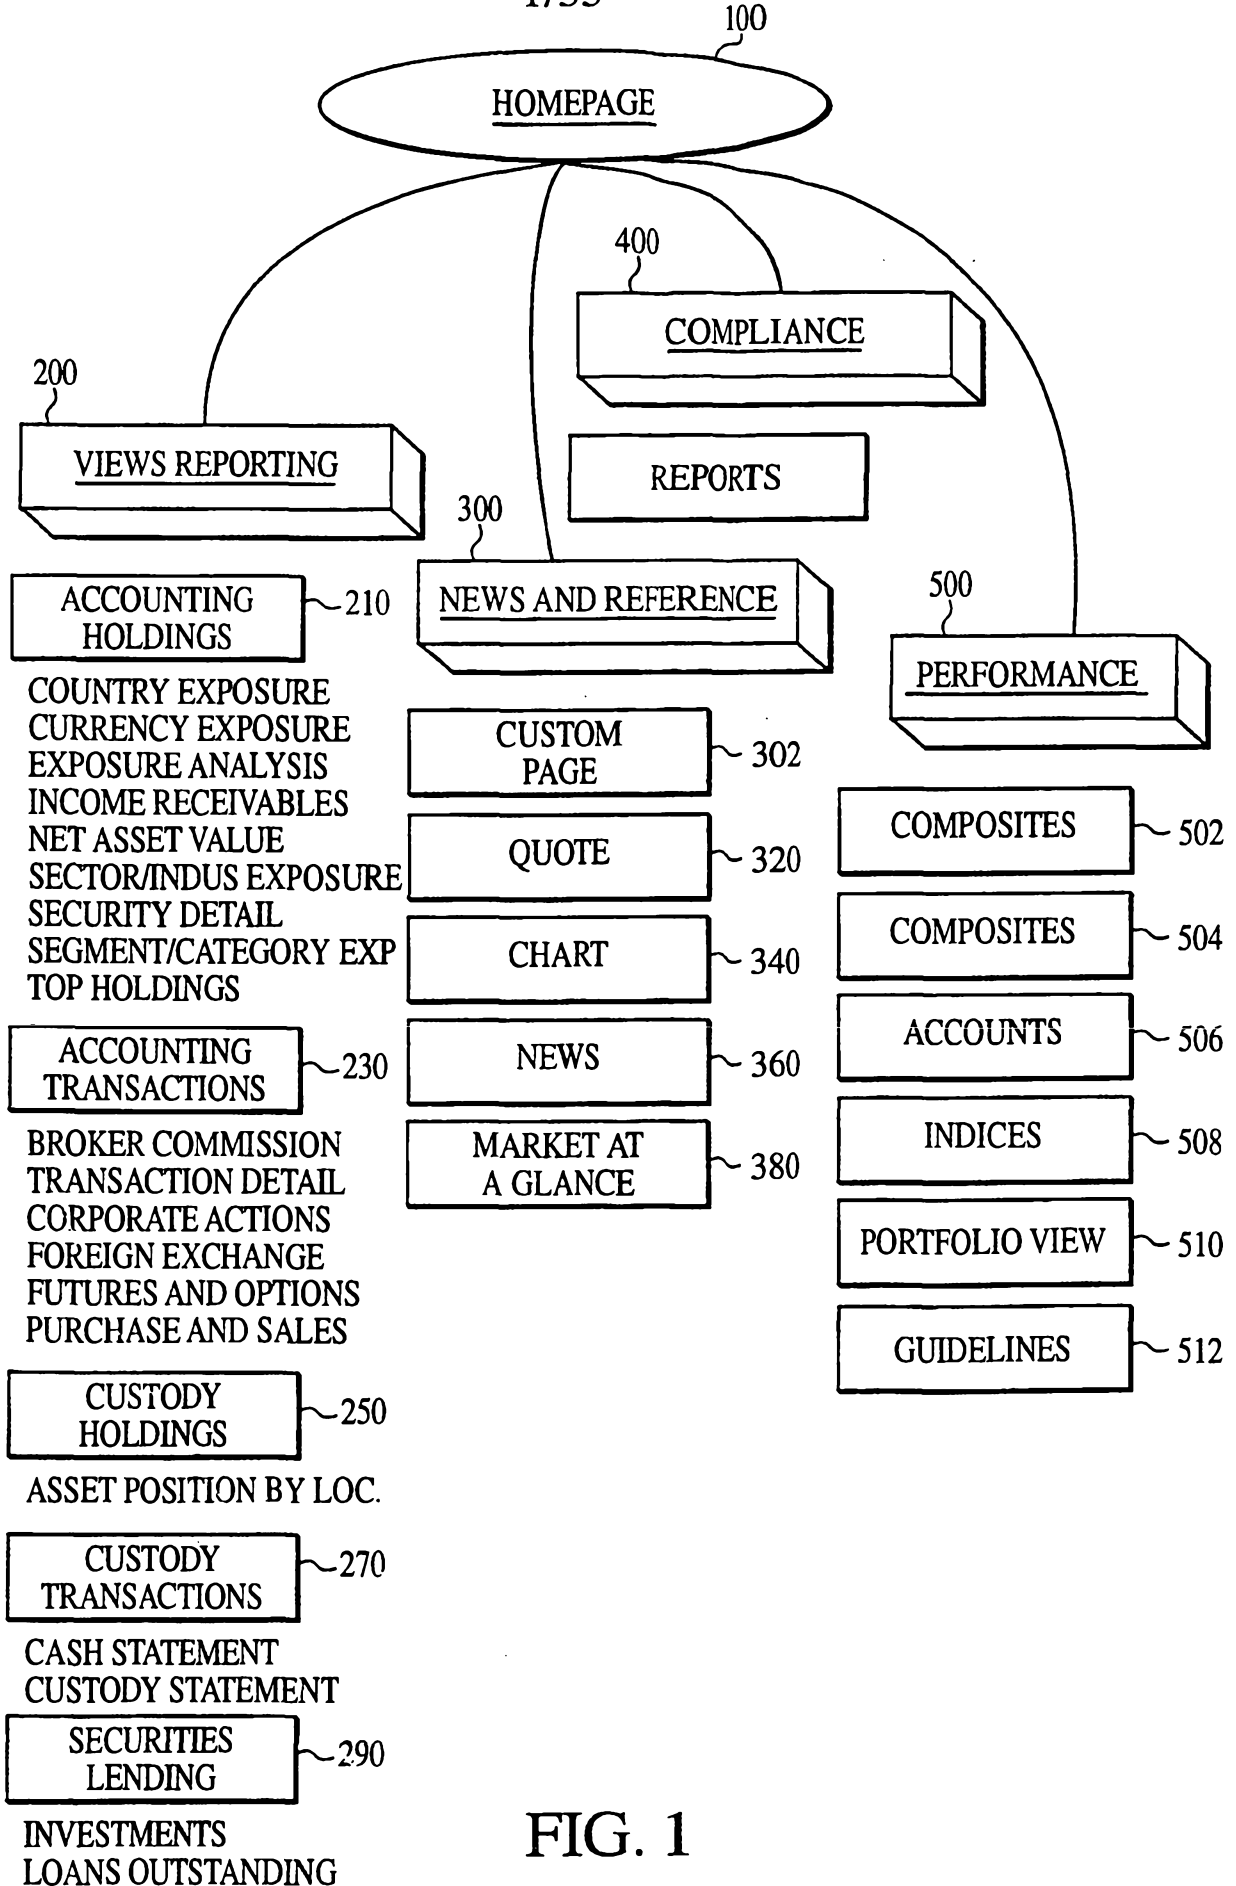 100
HOMEPAGE
400
COMPLIANCE
REPORTS
200
VIEWS REPORTING
ACCOUNTING
HOLDINGS
210
COUNTRY EXPOSURE
CURRENCY EXPOSURE
EXPOSURE ANALYSIS
INCOME RECEIVABLES
NET ASSET VALUE
SECTOR/INDUS EXPOSURE
SECURITY DETAIL
SEGMENT/CATEGORY EXP
TOP HOLDINGS
ACCOUNTING
TRANSACTIONS
230
BROKER COMMISSION
TRANSACTION DETAIL
CORPORATE ACTIONS
FOREIGN EXCHANGE
FUTURES AND OPTIONS
PURCHASE AND SALES
CUSTODY
HOLDINGS
250
ASSET POSITION BY LOC.
CUSTODY
TRANSACTIONS
270
CASH STATEMENT
CUSTODY STATEMENT
SECURITIES
LENDING
290
INVESTMENTS
LOANS OUTSTANDING
300
NEWS AND REFERENCE
CUSTOM
PAGE
302
QUOTE
320
CHART
340
NEWS
360
MARKET AT
A GLANCE
380
500
PERFORMANCE
COMPOSITES
502
COMPOSITES
504
ACCOUNTS
506
INDICES
508
PORTFOLIO VIEW
510
GUIDELINES
512
FIG. 1